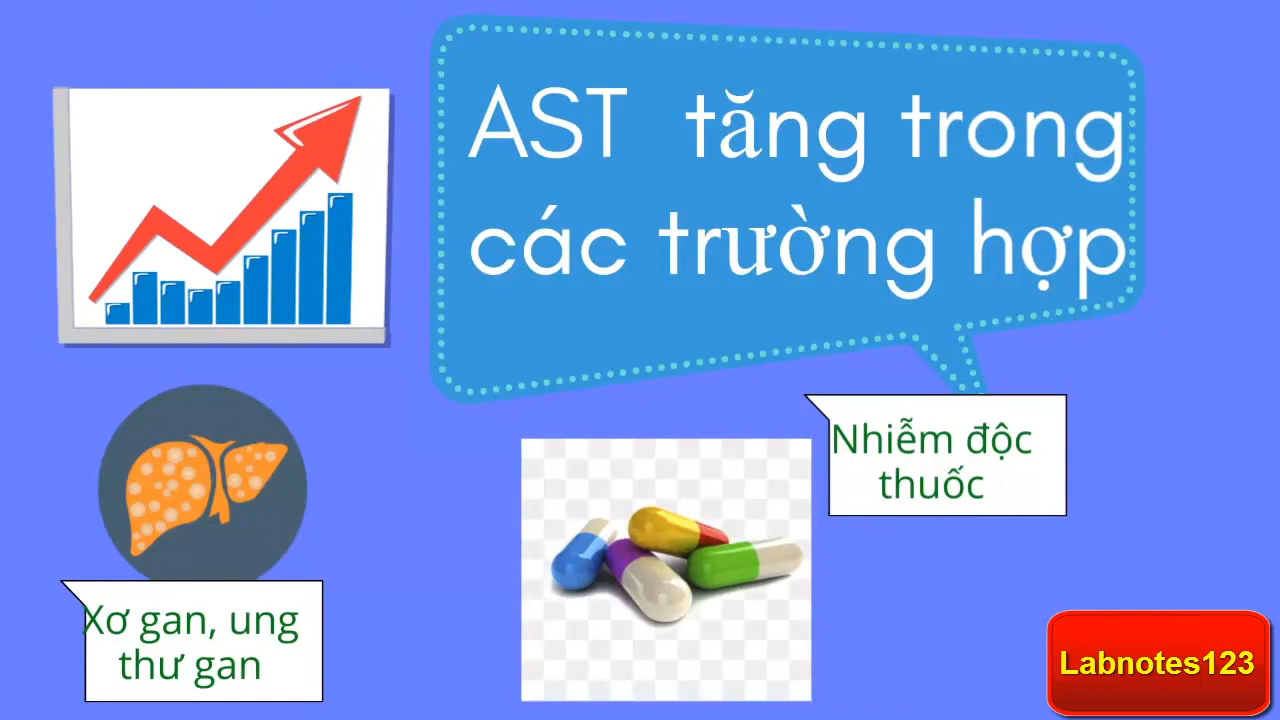 AST tăng trong
các trường hợp
Nhiễm độc
thuốc
Xơ gan, ung
thư gan
Labnotes123